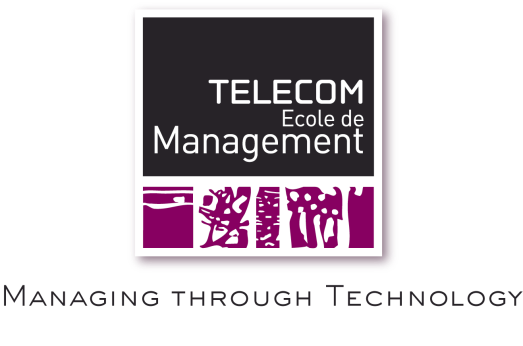 TELECOM
Ecole de
Management
MANAGING THROUGH TECHNOLOGY